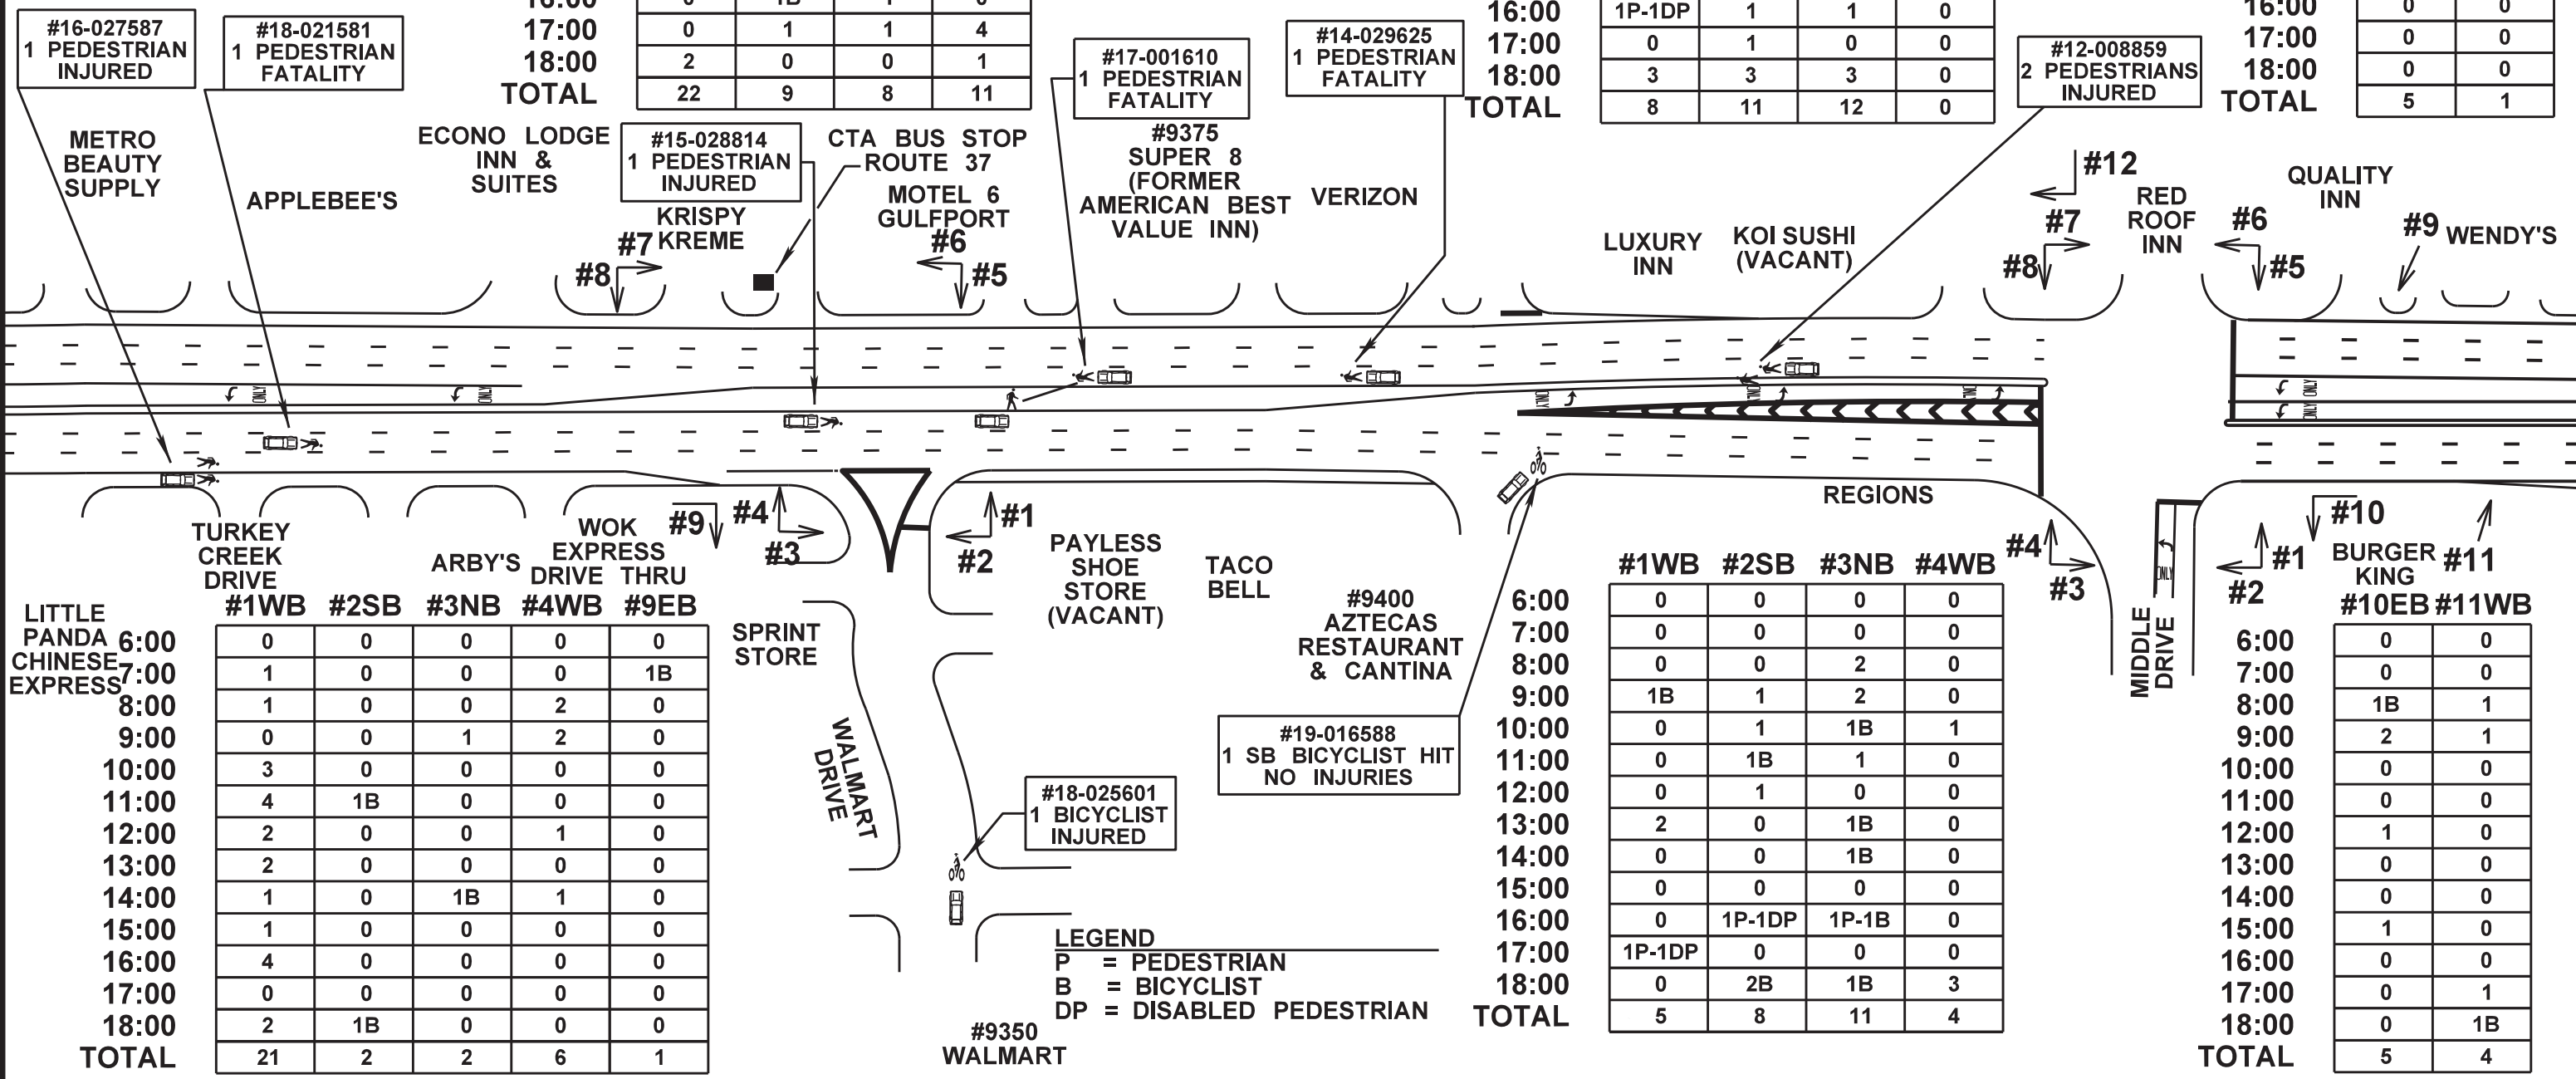 16:00 0 1B 1 0
17:00 0 1 1 4
18:00 2 0 0 1
TOTAL 22 9 8 11
16:00 1P-1DP 1 1 0
17:00 0 1 0 0
18:00 3 3 3 0
TOTAL 8 11 12 0
16:00 0 0
17:00 0 0
18:00 0 0
TOTAL 5 1
#16-027587
1 PEDESTRIAN
INJURED
#18-021581
1 PEDESTRIAN
FATALITY
#15-028814
1 PEDESTRIAN
INJURED
#17-001610
1 PEDESTRIAN
FATALITY
#14-029625
1 PEDESTRIAN
FATALITY
#12-008859
2 PEDESTRIANS
INJURED
METRO
BEAUTY
SUPPLY
APPLEBEE'S
ECONO LODGE
INN &
SUITES
KRISPY
KREME
CTA BUS STOP
ROUTE 37
MOTEL 6
GULFPORT
#9375
SUPER 8
(FORMER
AMERICAN BEST
VALUE INN)
VERIZON
LUXURY
INN
KOI SUSHI
(VACANT)
RED
ROOF
INN
QUALITY
INN
WENDY'S
#7
#8
#6
#5
#12
#7
#8
#6
#5
#9
ONLY
ONLY
ONLY
ONLY
ONLY
ONLY
ONLY
ONLY
ONLY
#9
#4
#3
#1
#2
#4
#3
#1
#2
#10
#11
TURKEY
CREEK
DRIVE
ARBY'S
WOK
EXPRESS
DRIVE THRU
LITTLE
PANDA
CHINESE
EXPRESS
SPRINT
STORE
WALMART
DRIVE
PAYLESS
SHOE
STORE
(VACANT)
TACO
BELL
#9400
AZTECAS
RESTAURANT
& CANTINA
REGIONS
MIDDLE
DRIVE
ONLY
BURGER
KING
#19-016588
1 SB BICYCLIST HIT
NO INJURIES
#18-025601
1 BICYCLIST
INJURED
#9350
WALMART
LEGEND
P = PEDESTRIAN
B = BICYCLIST
DP = DISABLED PEDESTRIAN
#1WB #2SB #3NB #4WB #9EB
6:00 0 0 0 0 0
7:00 1 0 0 0 1B
8:00 1 0 0 2 0
9:00 0 0 1 2 0
10:00 3 0 0 0 0
11:00 4 1B 0 0 0
12:00 2 0 0 1 0
13:00 2 0 0 0 0
14:00 1 0 1B 1 0
15:00 1 0 0 0 0
16:00 4 0 0 0 0
17:00 0 0 0 0 0
18:00 2 1B 0 0 0
TOTAL 21 2 2 6 1
#1WB #2SB #3NB #4WB
6:00 0 0 0 0
7:00 0 0 0 0
8:00 0 0 2 0
9:00 1B 1 2 0
10:00 0 1 1B 1
11:00 0 1B 1 0
12:00 0 1 0 0
13:00 2 0 1B 0
14:00 0 0 1B 0
15:00 0 0 0 0
16:00 0 1P-1DP 1P-1B 0
17:00 1P-1DP 0 0 0
18:00 0 2B 1B 3
TOTAL 5 8 11 4
#10EB #11WB
6:00 0 0
7:00 0 0
8:00 1B 1
9:00 2 1
10:00 0 0
11:00 0 0
12:00 1 0
13:00 0 0
14:00 0 0
15:00 1 0
16:00 0 0
17:00 0 1
18:00 0 1B
TOTAL 5 4